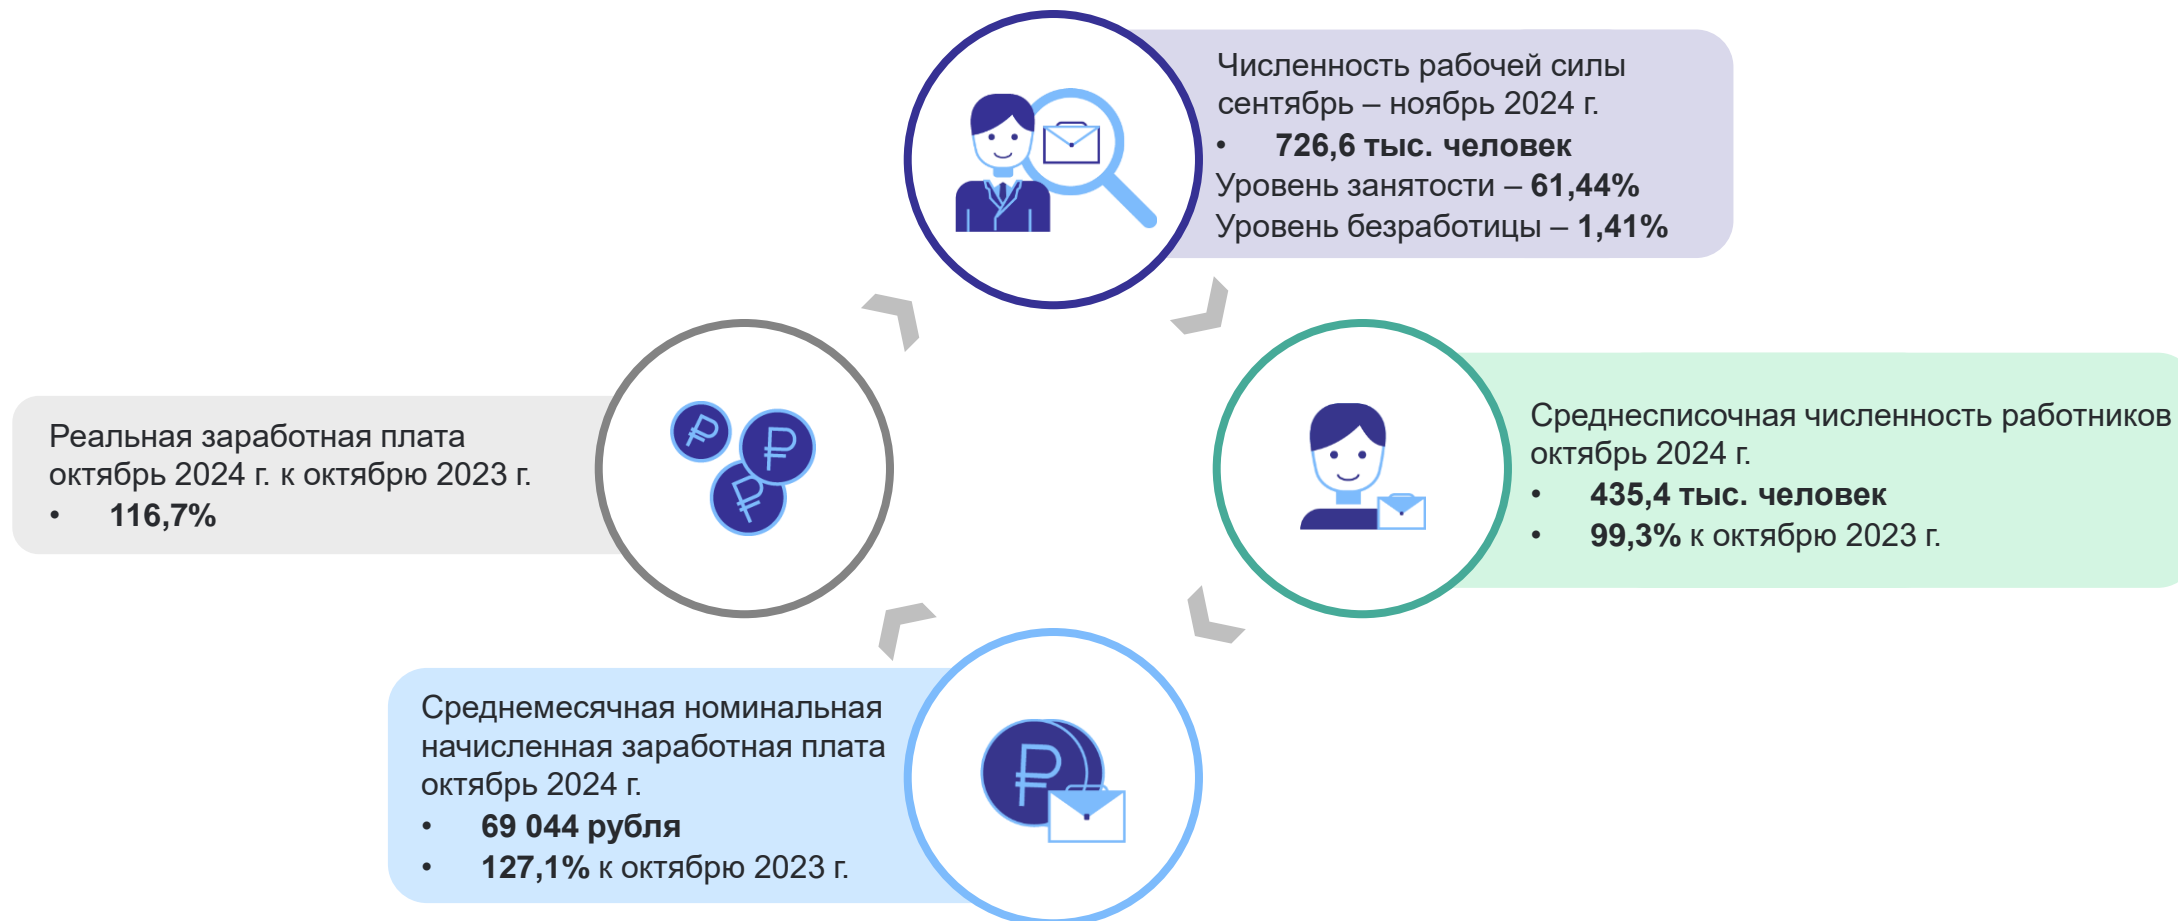 Численность рабочей силы
сентябрь – ноябрь 2024 г.
• 726,6 тыс. человек
Уровень занятости – 61,44%
Уровень безработицы – 1,41%
Среднесписочная численность работников
октябрь 2024 г.
• 435,4 тыс. человек
• 99,3% к октябрю 2023 г.
Среднемесячная номинальная
начисленная заработная плата
октябрь 2024 г.
• 69 044 рубля
• 127,1% к октябрю 2023 г.
Реальная заработная плата
октябрь 2024 г. к октябрю 2023 г.
• 116,7%